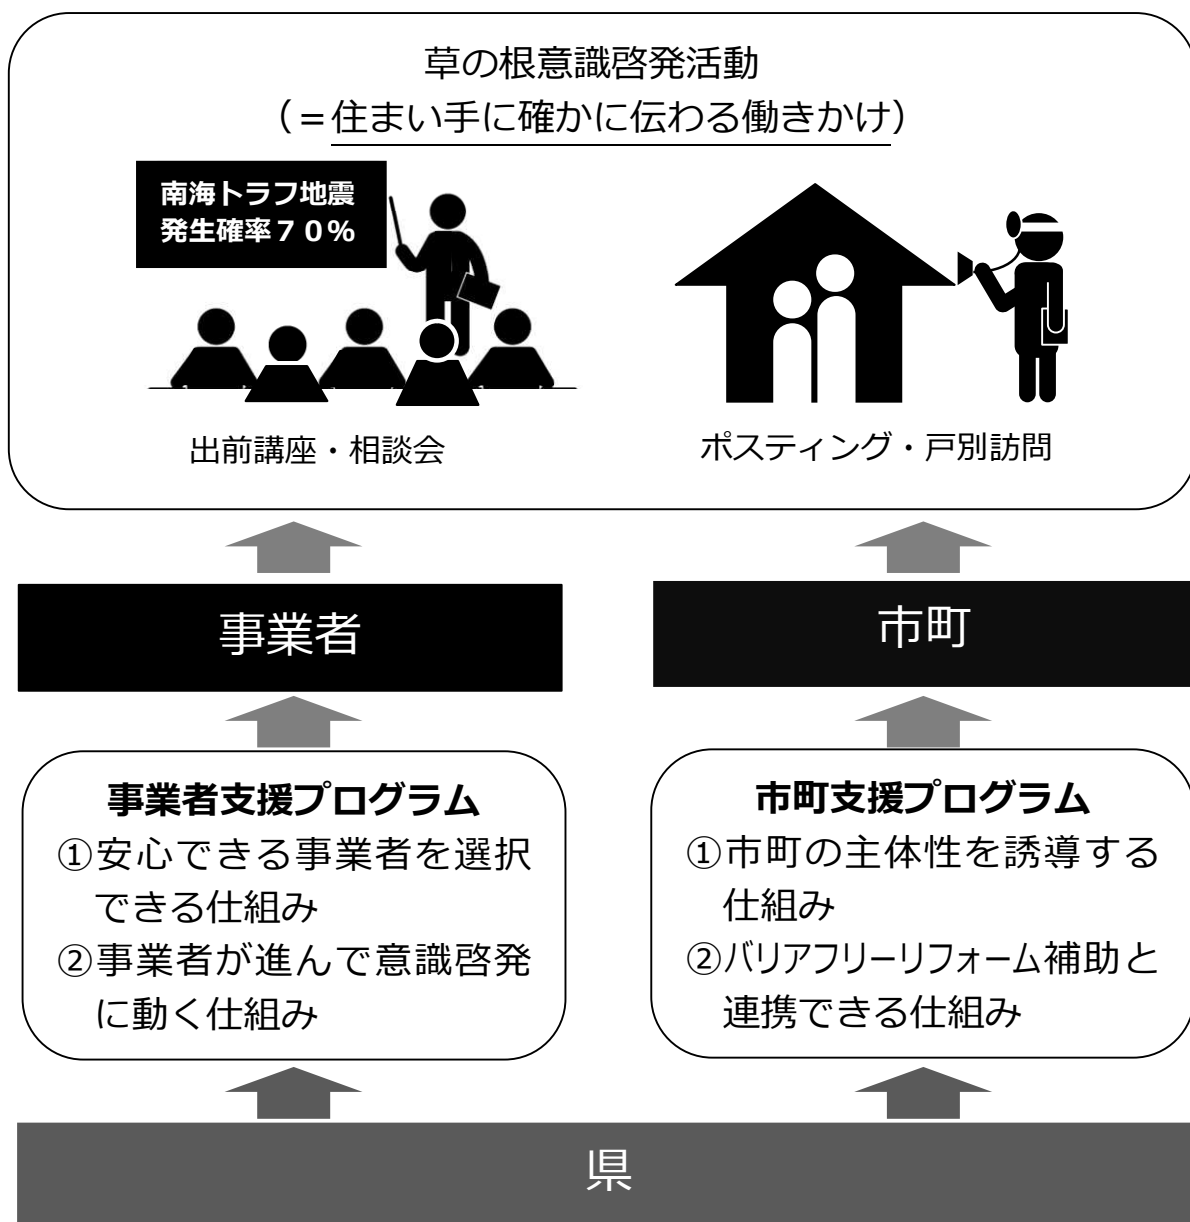 草の根意識啓発活動
（＝住まい手に確かに伝わる働きかけ）
南海トラフ地震
発生確率７０％
出前講座・相談会
ポスティング・戸別訪問
事業者
市町
事業者支援プログラム
①安心できる事業者を選択
できる仕組み
②事業者が進んで意識啓発
に動く仕組み
市町支援プログラム
①市町の主体性を誘導する
仕組み
②バリアフリーリフォーム補助と
連携できる仕組み
県